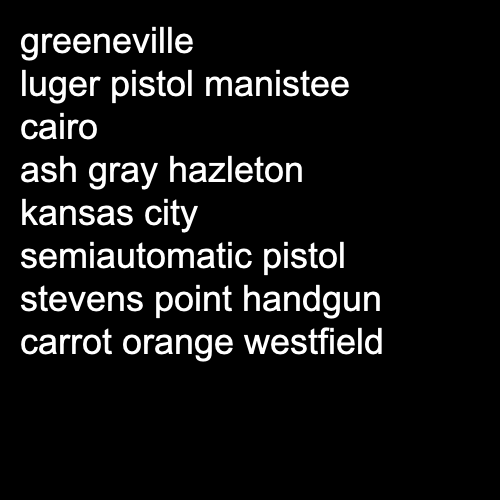 greeneville
luger pistol manistee
cairo
ash gray hazleton
kansas city
semiautomatic pistol
stevens point handgun
carrot orange westfield